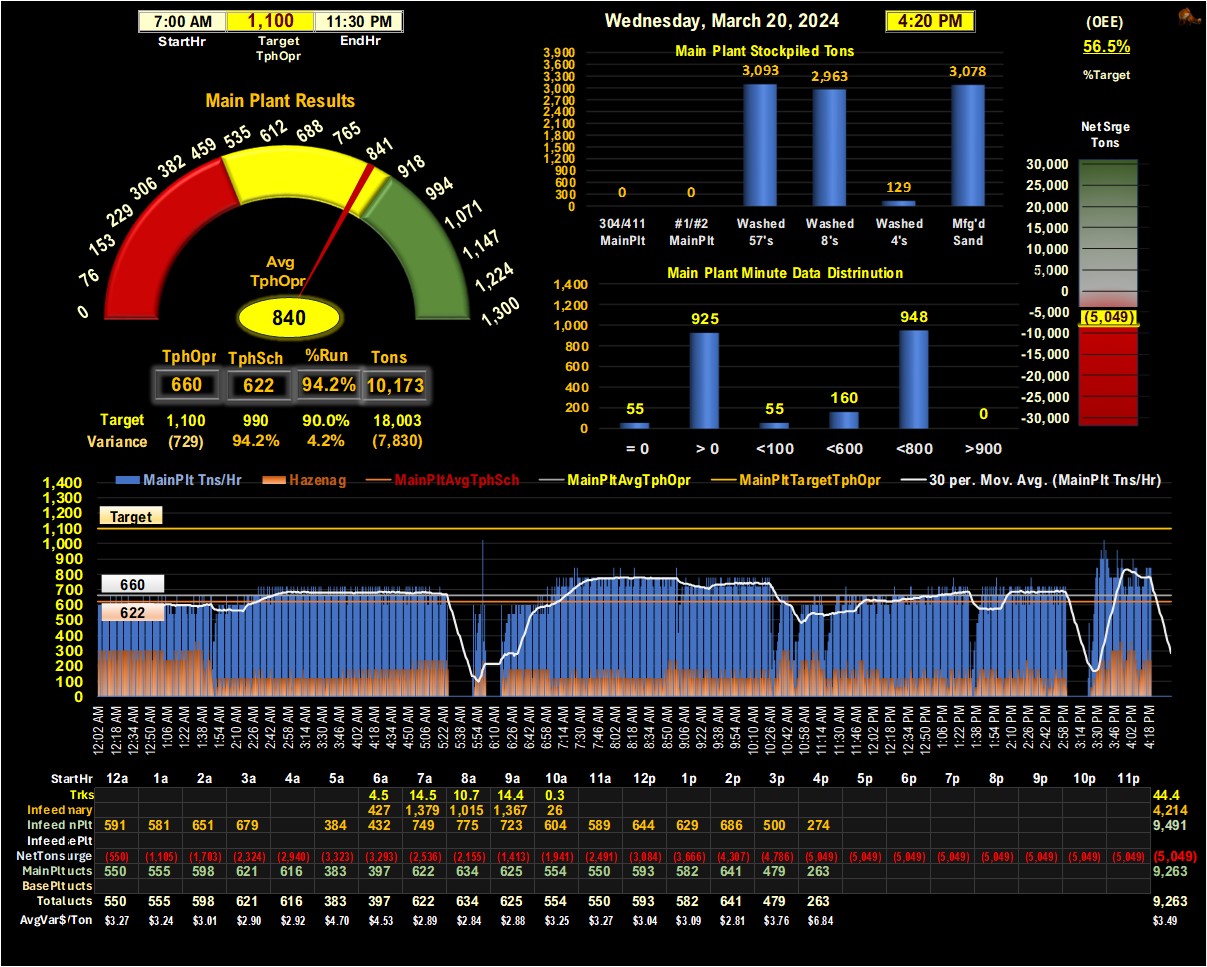 7:00 AM 1,100 11:30 PM
StartHr Target TphOpr EndHr
Wednesday, March 20, 2024 4:20 PM
(OEE)
56.5%
%Target
Main Plant Results
0 76 153 229 306 382 459 535 612 688 765 841 918 994 1,071 1,147 1,224 1,300
Avg
TphOpr
840
TphOpr TphSch %Run Tons
660 622 94.2% 10,173
Target 1,100 990 90.0% 18,003
Variance (729) 94.2% 4.2% (7,830)
Main Plant Stockpiled Tons
3,900
3,600
3,300
3,000
2,700
2,400
2,100
1,800
1,500
1,200
900
600
300
0
0 0 3,093 2,963 129 3,078
304/411 #1/#2 Washed Washed Washed Mfg'd
MainPlt MainPlt 57's 8's 4's Sand
Main Plant Minute Data Distrinution
1,400
1,200
1,000
800
600
400
200
0
55 925 55 160 948 0
= 0 > 0 <100 <600 <800 >900
Net Srge
Tons
30,000
25,000
20,000
15,000
10,000
5,000
0
-5,000
(5,049)
-10,000
-15,000
-20,000
-25,000
-30,000
MainPlt Tns/Hr Hazenag MainPltAvgTphSch MainPltAvgTphOpr MainPltTargetTphOpr 30 per. Mov. Avg. (MainPlt Tns/Hr)
1,400
1,300
1,200
1,100
1,000
900
800
700
600
500
400
300
200
100
0
Target
660
622
12:02 AM 12:18 AM 12:34 AM 12:50 AM 1:06 AM 1:22 AM 1:38 AM 1:54 AM 2:10 AM 2:26 AM 2:42 AM 2:58 AM 3:14 AM 3:30 AM 3:46 AM 4:02 AM 4:18 AM 4:34 AM 4:50 AM 5:06 AM 5:22 AM 5:38 AM 5:54 AM 6:10 AM 6:26 AM 6:42 AM 6:58 AM 7:14 AM 7:30 AM 7:46 AM 8:02 AM 8:18 AM 8:34 AM 8:50 AM 9:06 AM 9:22 AM 9:38 AM 9:54 AM 10:10 AM 10:26 AM 10:42 AM 10:58 AM 11:14 AM 11:30 AM 11:46 AM 12:02 PM 12:18 PM 12:34 PM 12:50 PM 1:06 PM 1:22 PM 1:38 PM 1:54 PM 2:10 PM 2:26 PM 2:42 PM 2:58 PM 3:14 PM 3:30 PM 3:46 PM 4:02 PM 4:18 PM
StartHr 12a 1a 2a 3a 4a 5a 6a 7a 8a 9a 10a 11a 12p 1p 2p 3p 4p 5p 6p 7p 8p 9p 10p 11p
Trks 4.5 14.5 10.7 14.4 0.3 44.4
Infeed nary 427 1,379 1,015 1,367 26 4,214
Infeed nPlt 591 581 651 679 384 432 749 775 723 604 589 644 629 686 500 274 9,491
Infeed ePlt
NetTons urge (550) (1,105) (1,703) (2,324) (2,940) (3,323) (3,293) (2,536) (2,155) (1,413) (1,941) (2,491) (3,084) (3,666) (4,307) (4,786) (5,049) (5,049) (5,049) (5,049) (5,049) (5,049) (5,049) (5,049) (5,049)
MainPlt ucts 550 555 598 621 616 383 397 622 634 625 554 550 593 582 641 479 263 9,263
BasePlt ucts
Total ucts 550 555 598 621 616 383 397 622 634 625 554 550 593 582 641 479 263 9,263
AvgVar$/Ton $3.27 $3.24 $3.01 $2.90 $2.92 $4.70 $4.53 $2.89 $2.84 $2.88 $3.25 $3.27 $3.04 $3.09 $2.81 $3.76 $6.84 $3.49